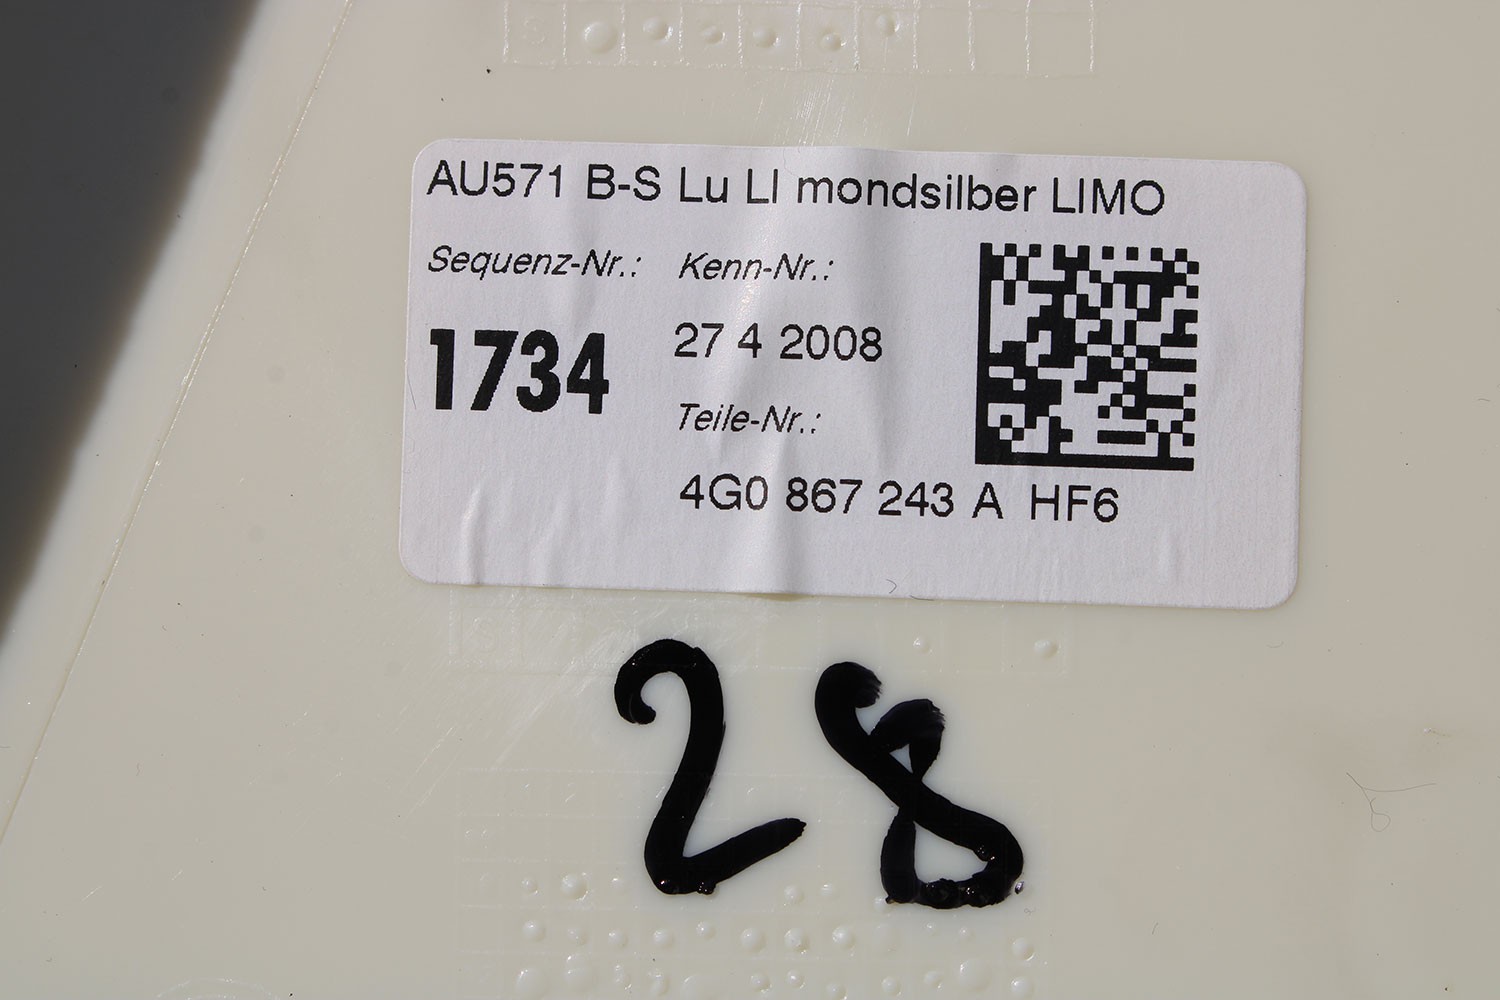 AU571 B-S Lu LI mondsilber LIMO
Sequenz-Nr.: Kenn-Nr.:
1734 27 4 2008
Teile-Nr.:
4G0 867 243 A HF6
28